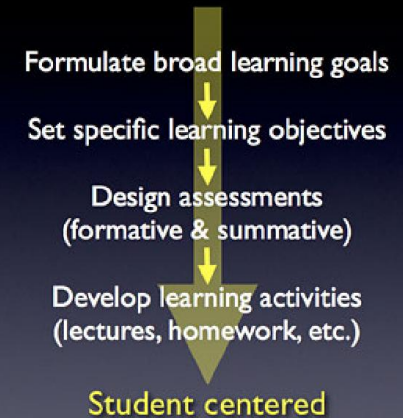 Formulate broad learning goals
Set specific learning objectives
Design assessments
(formative & summative)
Develop learning activities
(lectures, homework, etc.)
Student centered